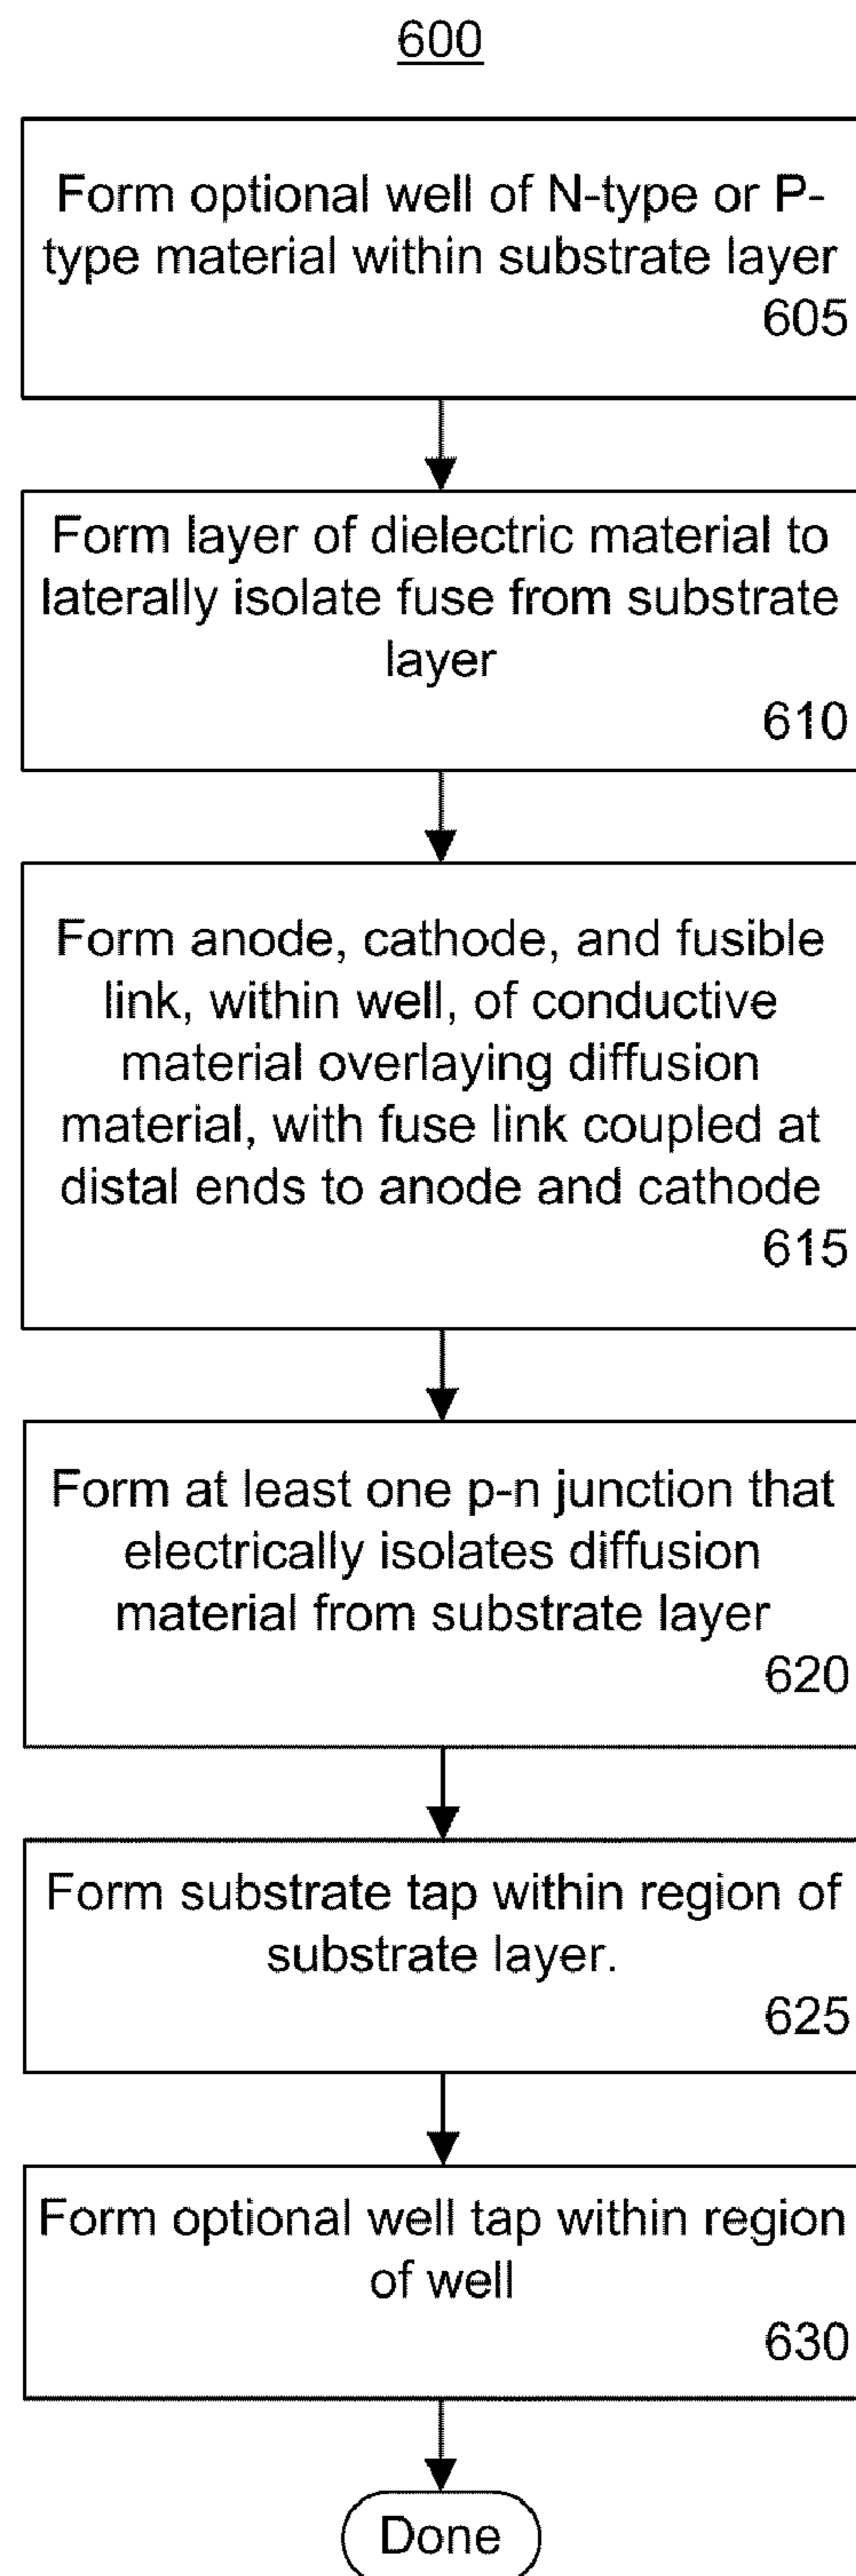 600
Form optional well of N-type or P-
type material within substrate layer
605
Form layer of dielectric material to
laterally isolate fuse from substrate
layer
610
Form anode, cathode, and fusible
link, within well, of conductive
material overlaying diffusion
material, with fuse link coupled at
distal ends to anode and cathode
615
Form at least one p-n junction that
electrically isolates diffusion
material from substrate layer
620
Form substrate tap within region of
substrate layer.
625
Form optional well tap within region
of well
630
Done